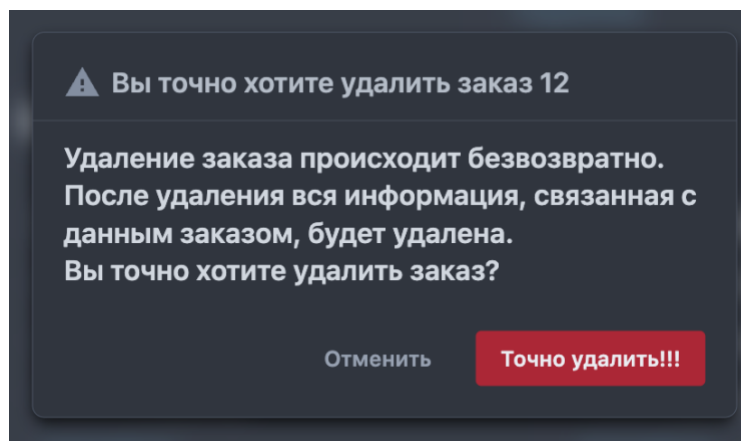 Вы точно хотите удалить заказ 12
Удаление заказа происходит безвозвратно.
После удаления вся информация, связанная с
данным заказом, будет удалена.
Вы точно хотите удалить заказ?
Отменить
Точно удалить!!!